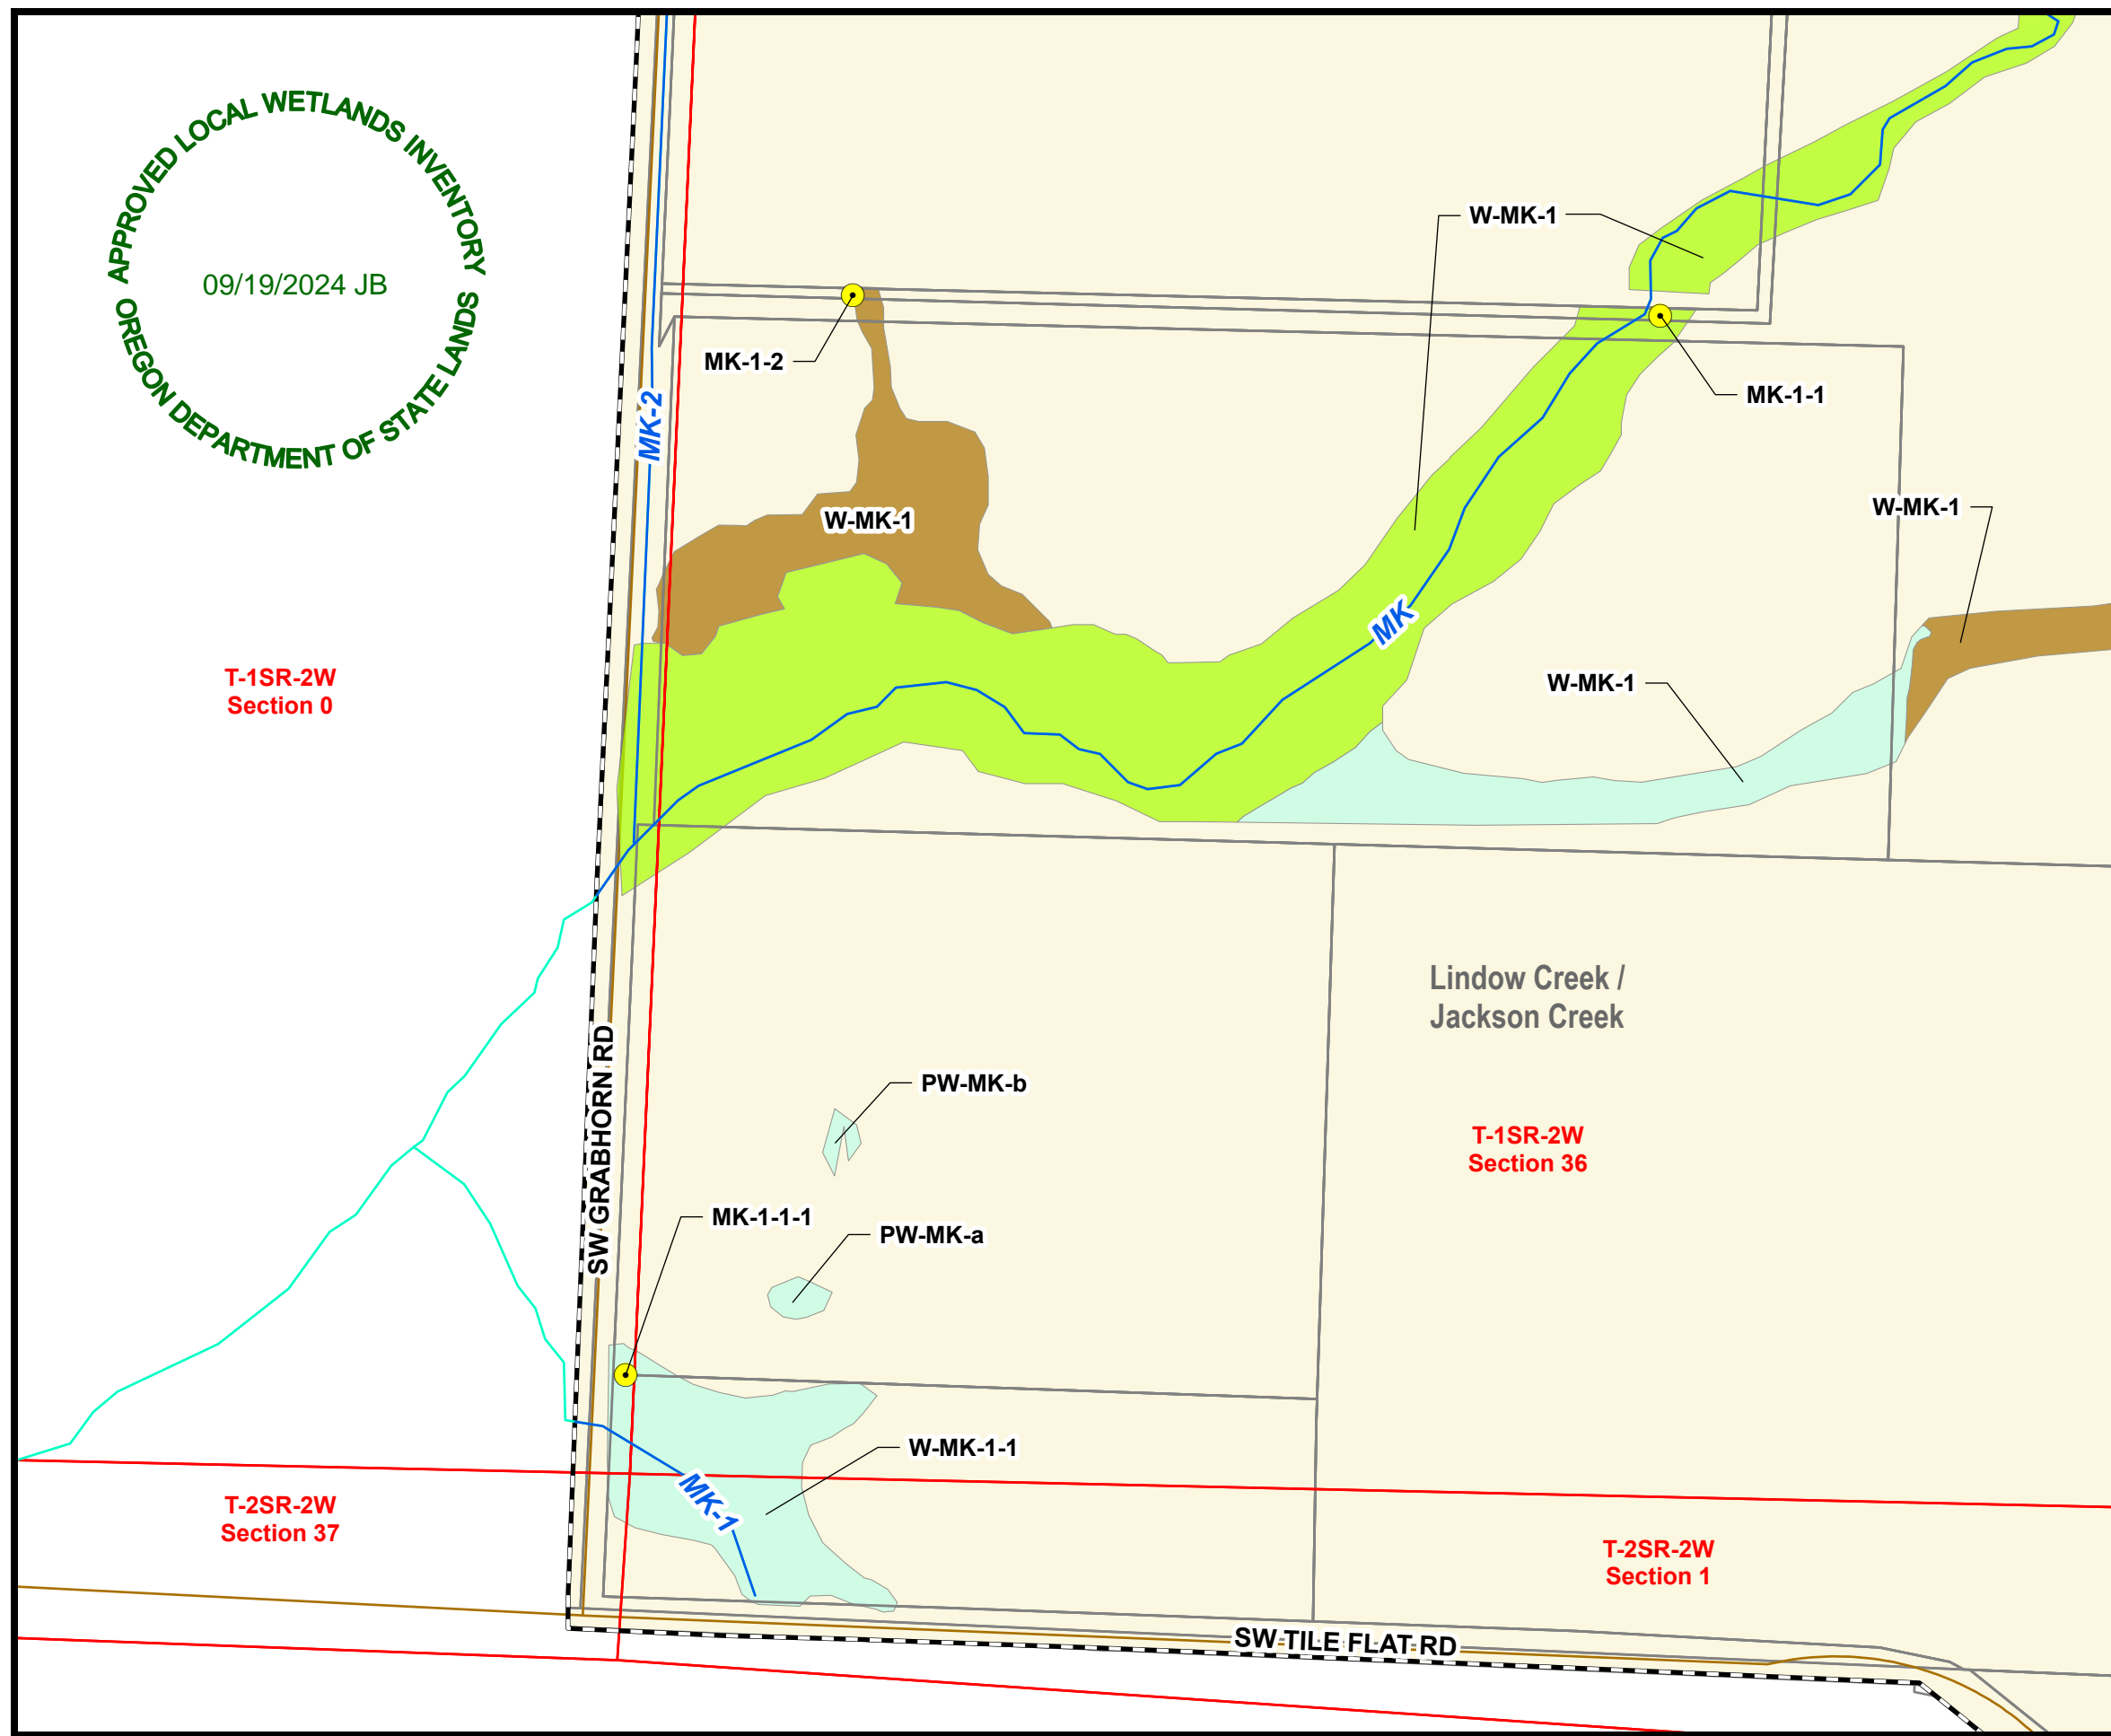 APPROVED LOCAL WETLANDS INVENTORY
09/19/2024 JB
OREGON DEPARTMENT OF STATE LANDS
W-MK-1
MK-1-2
MK-1-1
MK-2
W-MK-1
W-MK-1
MK
W-MK-1
T-1SR-2W
Section 0
Lindow Creek /
Jackson Creek
SW GRABHORN RD
PW-MK-b
T-1SR-2W
Section 36
MK-1-1-1
PW-MK-a
W-MK-1-1
MK-1
T-2SR-2W
Section 37
T-2SR-2W
Section 1
SW TILE FLAT RD